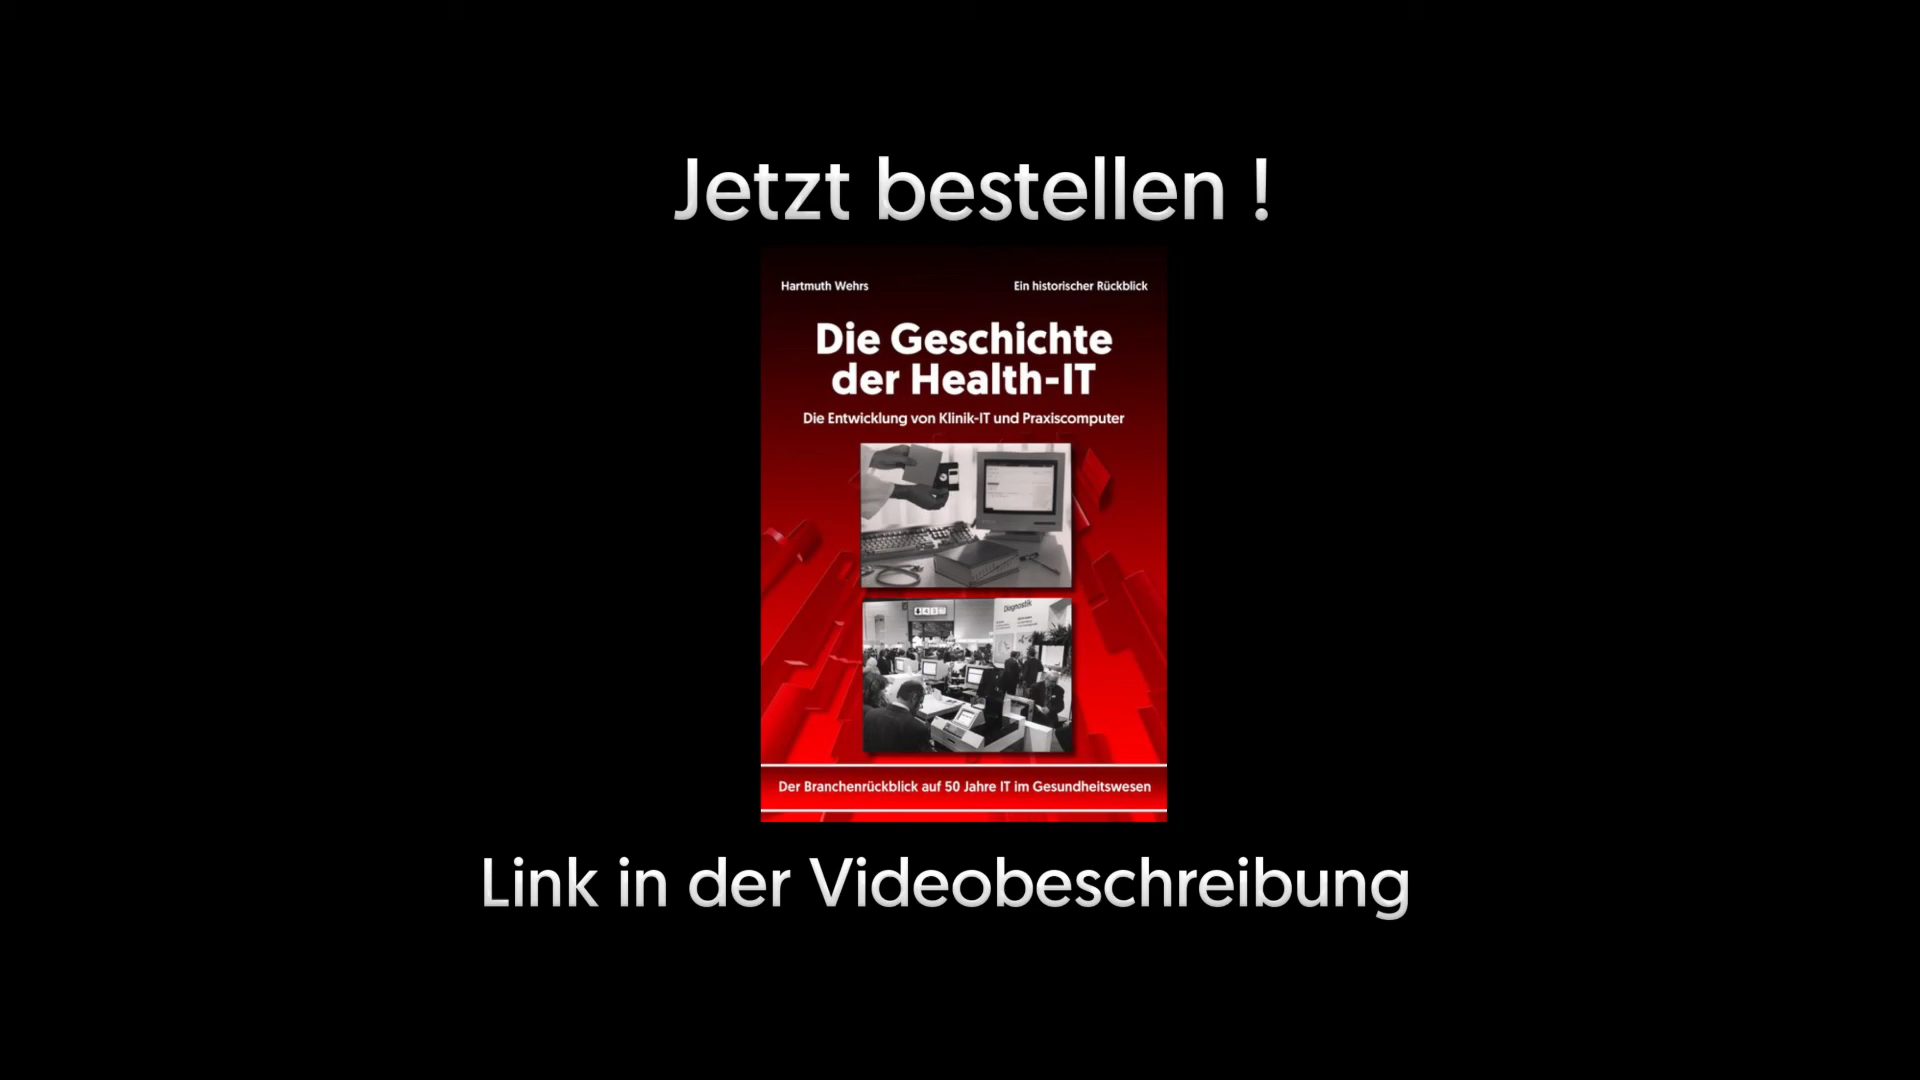 Jetzt bestellen !
Hartmuth Wehrs
Ein historischer Rückblick
Die Geschichte
der Health-IT
Die Entwicklung von Klinik-IT und Praxiscomputer
Diagnostik
Der Branchenrückblick auf 50 Jahre IT im Gesundheitswesen
Link in der Videobeschreibung